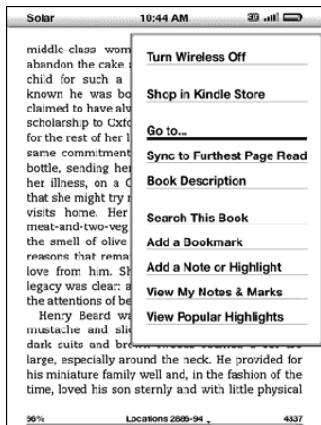 Solar 10:44 AM 3G
middle-class wom
abandon the cake
child for such a
known he was bo
claimed to have alw
scholarship to Oxfo
for the rest of her l
same commitment
bottle, sending her
her illness, on a C
that she might try
visits home. Her
meat-and-two-veg
the smell of olive
reasons that rema
love from him. Sh
legacy was clear: a
the attentions of be
Henry Beard wa
mustache and sli
dark suits and
large, especially around the neck. He provided for
his miniature family well and, in the fashion of the
time, loved his son sternly and with little physical
Turn Wireless Off
Shop in Kindle Store
Go to...
Sync to Furthest Page Read
Book Description
Search This Book
Add a Bookmark
Add a Note or Highlight
View My Notes & Marks
View Popular Highlights
Locations 2885-94 4337